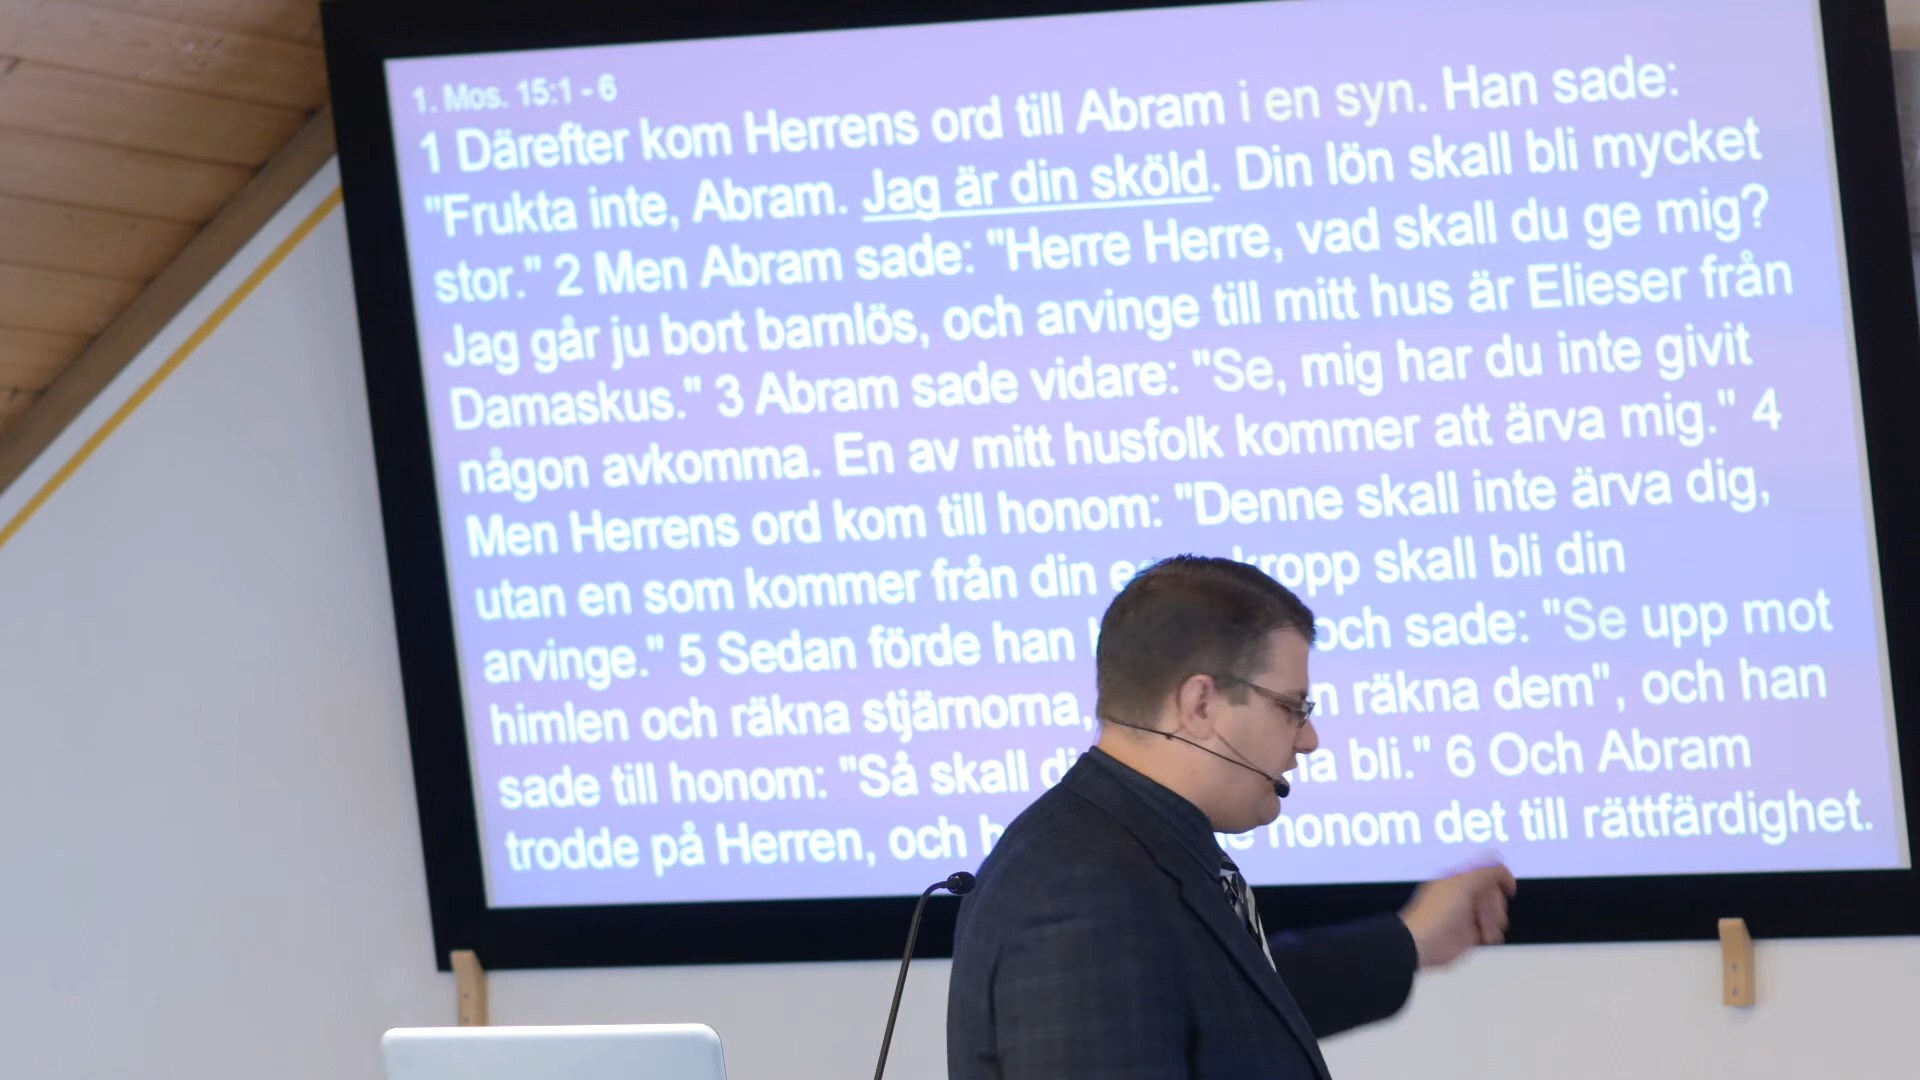 1. Mos. 15:1 - 6
1 Därefter kom Herrens ord till Abram i en syn. Han sade:
"Frukta inte, Abram. Jag är din sköld. Din lön skall bli mycket
stor." 2 Men Abram sade: "Herre Herre, vad skall du ge mig?
Jag går ju bort barnlös, och arvinge till mitt hus är Elieser från
Damaskus." 3 Abram sade vidare: "Se, mig har du inte givit
någon avkomma. En av mitt husfolk kommer att ärva mig." 4
Men Herrens ord kom till honom: "Denne skall inte ärva dig,
utan en som kommer från din skall bli din
arvinge." 5 Sedan förde han och sade: "Se upp mot
himlen och räkna stjärnorna, räkna dem", och han
sade till honom: "Så skall bli." 6 Och Abram
trodde på Herren, och honom det till rättfärdighet.